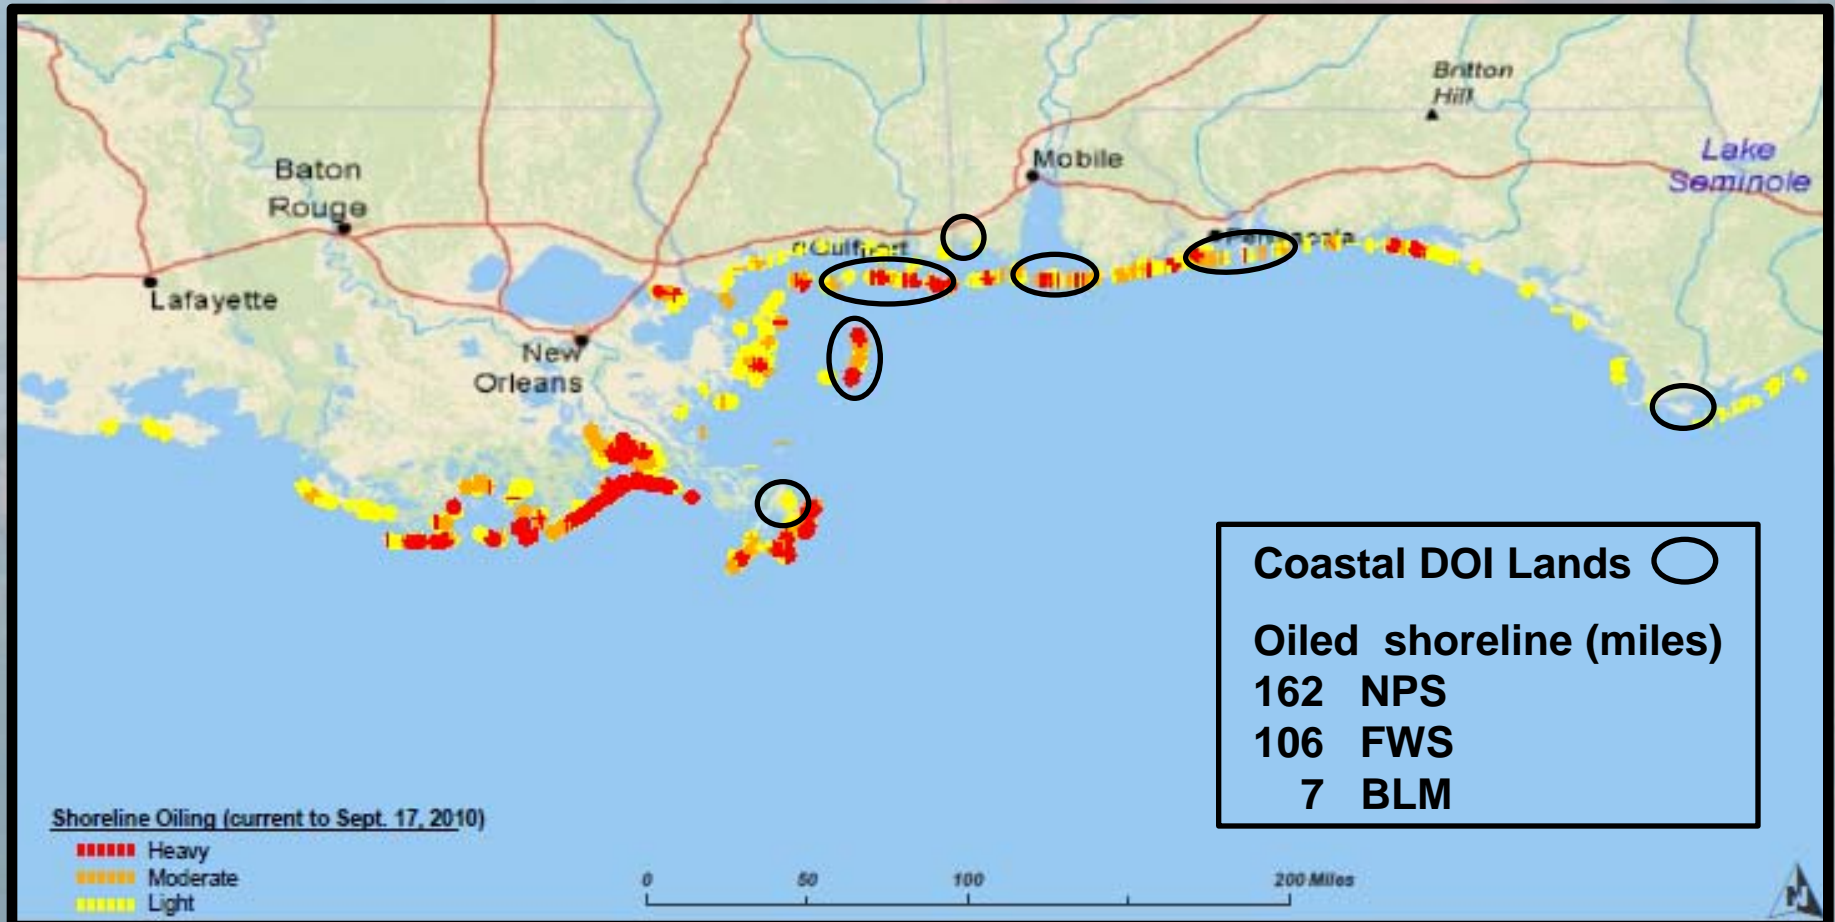 Britton
Hill
Lake
Seminole
Mobile
Baton
Rouge
Gulfport
Pensacola
Lafayette
New
Orleans
Coastal DOI Lands
Oiled shoreline (miles)
162 NPS
106 FWS
7 BLM
Shoreline Oiling (current to Sept. 17, 2010)
Heavy
Moderate
Light
0 50 100 200 Miles
N